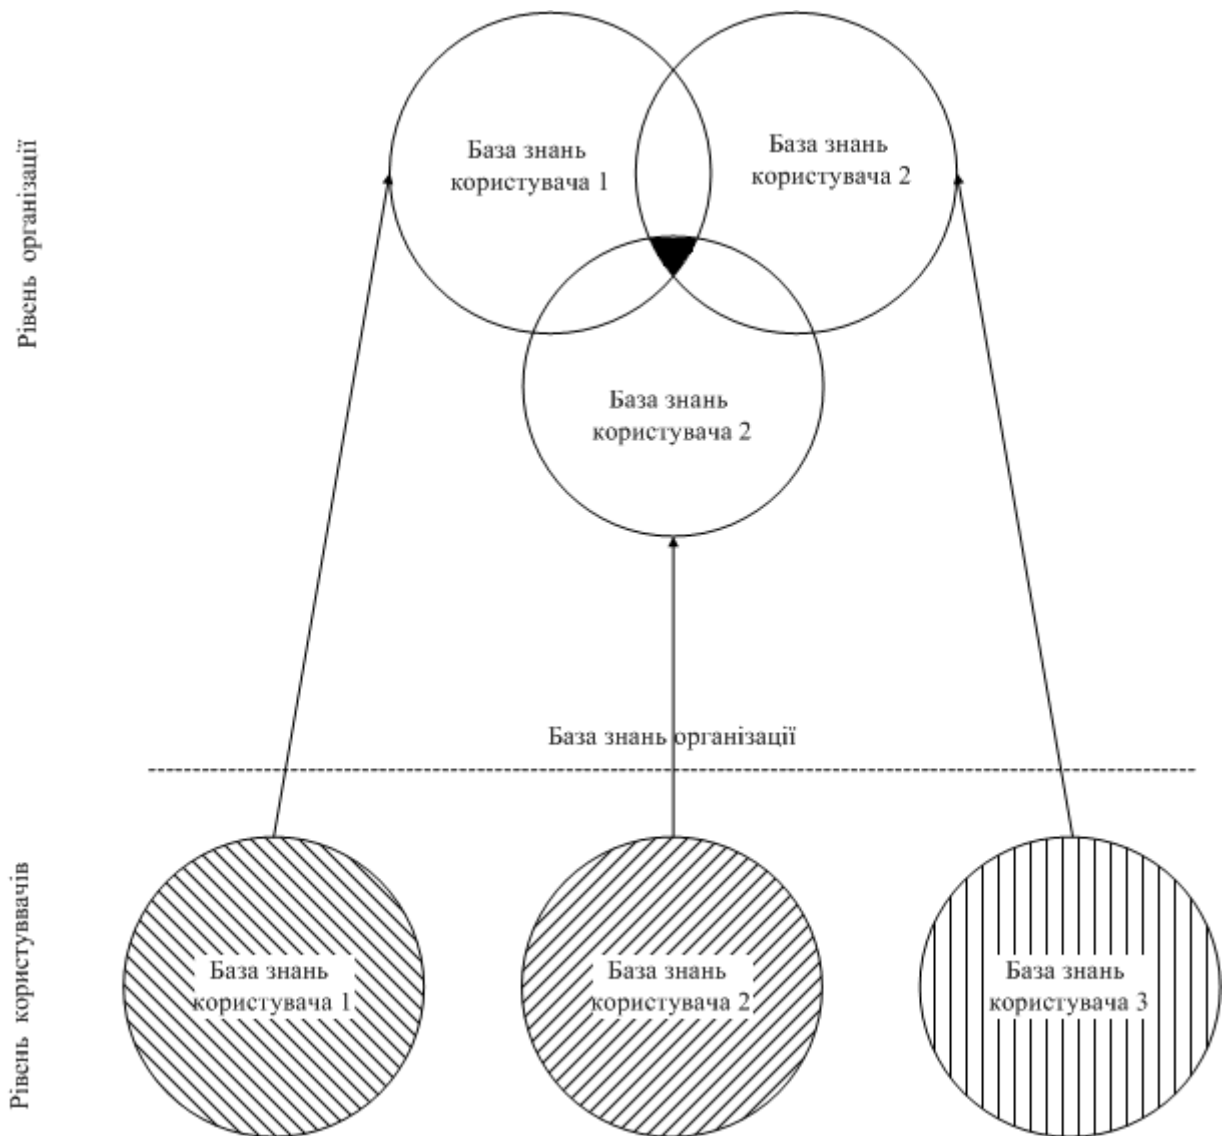 Рівень організації
База знань
користувача 1
База знань
користувача 2
База знань
користувача 2
База знань організації
Рівень користуввачів
База знань
користувача 1
База знань
користувача 2
База знань
користувача 3